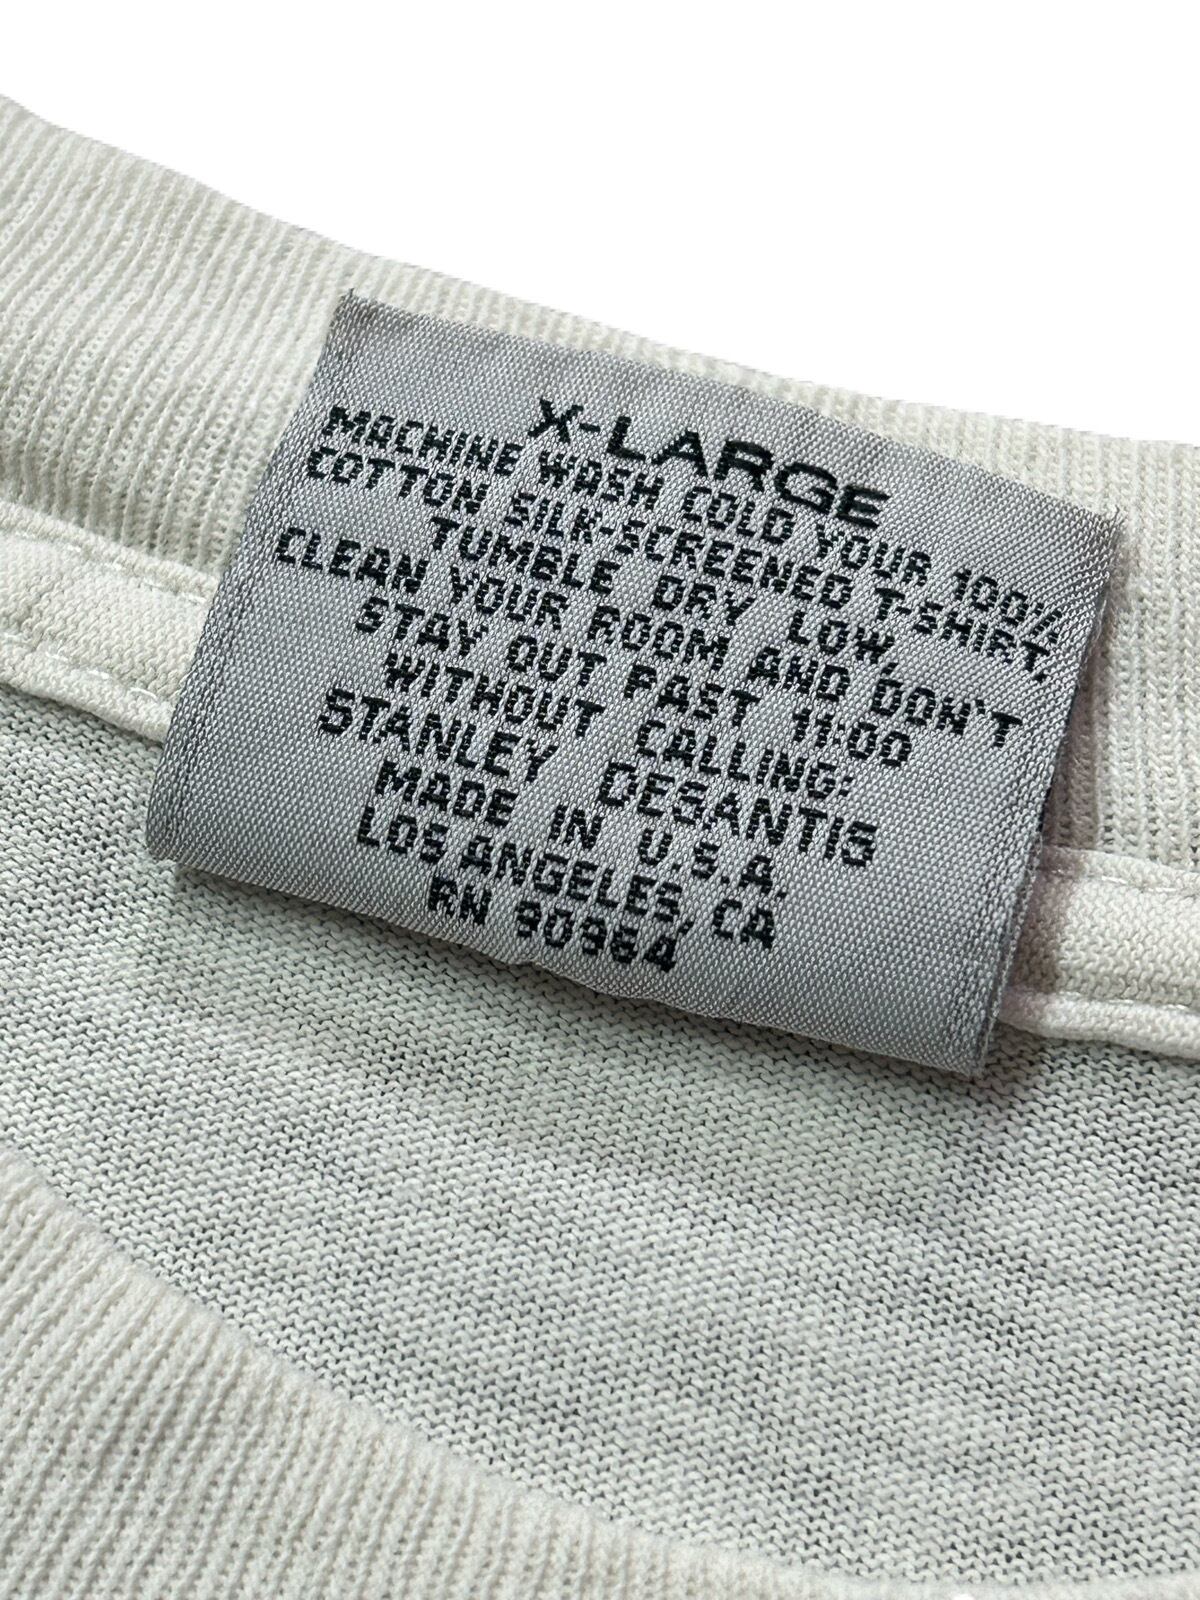 X-LARGE
MACHINE WASH COLD YOUR 100%
COTTON SILK-SCREENED T-SHIRT,
TUMBLE DRY LOW,
CLEAN YOUR ROOM AND DON'T
STAY OUT PAST 11:00
WITHOUT CALLING:
STANLEY DESANTIS
MADE IN U.S.A.
LOS ANGELES, CA
RN 90964